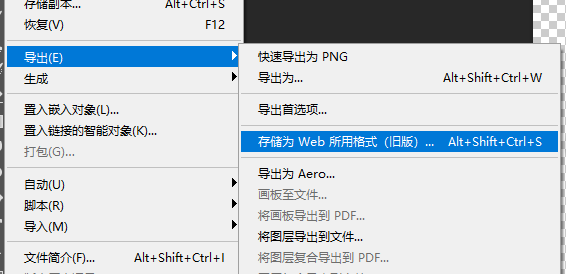 存储副本... Alt+Ctrl+S
恢复(V) F12
导出(E)
生成
置入嵌入对象(L)...
置入链接的智能对象(K)...
打包(G)...
自动(U)
脚本(R)
导入(M)
文件简介(F)... Alt+Shift+Ctrl+I
快速导出为 PNG
导出为... Alt+Shift+Ctrl+W
导出首选项...
存储为 Web 所用格式（旧版）... Alt+Shift+Ctrl+S
导出为 Aero...
画板至文件...
将画板导出到 PDF...
将图层导出到文件...
将图层复合导出到 PDF...